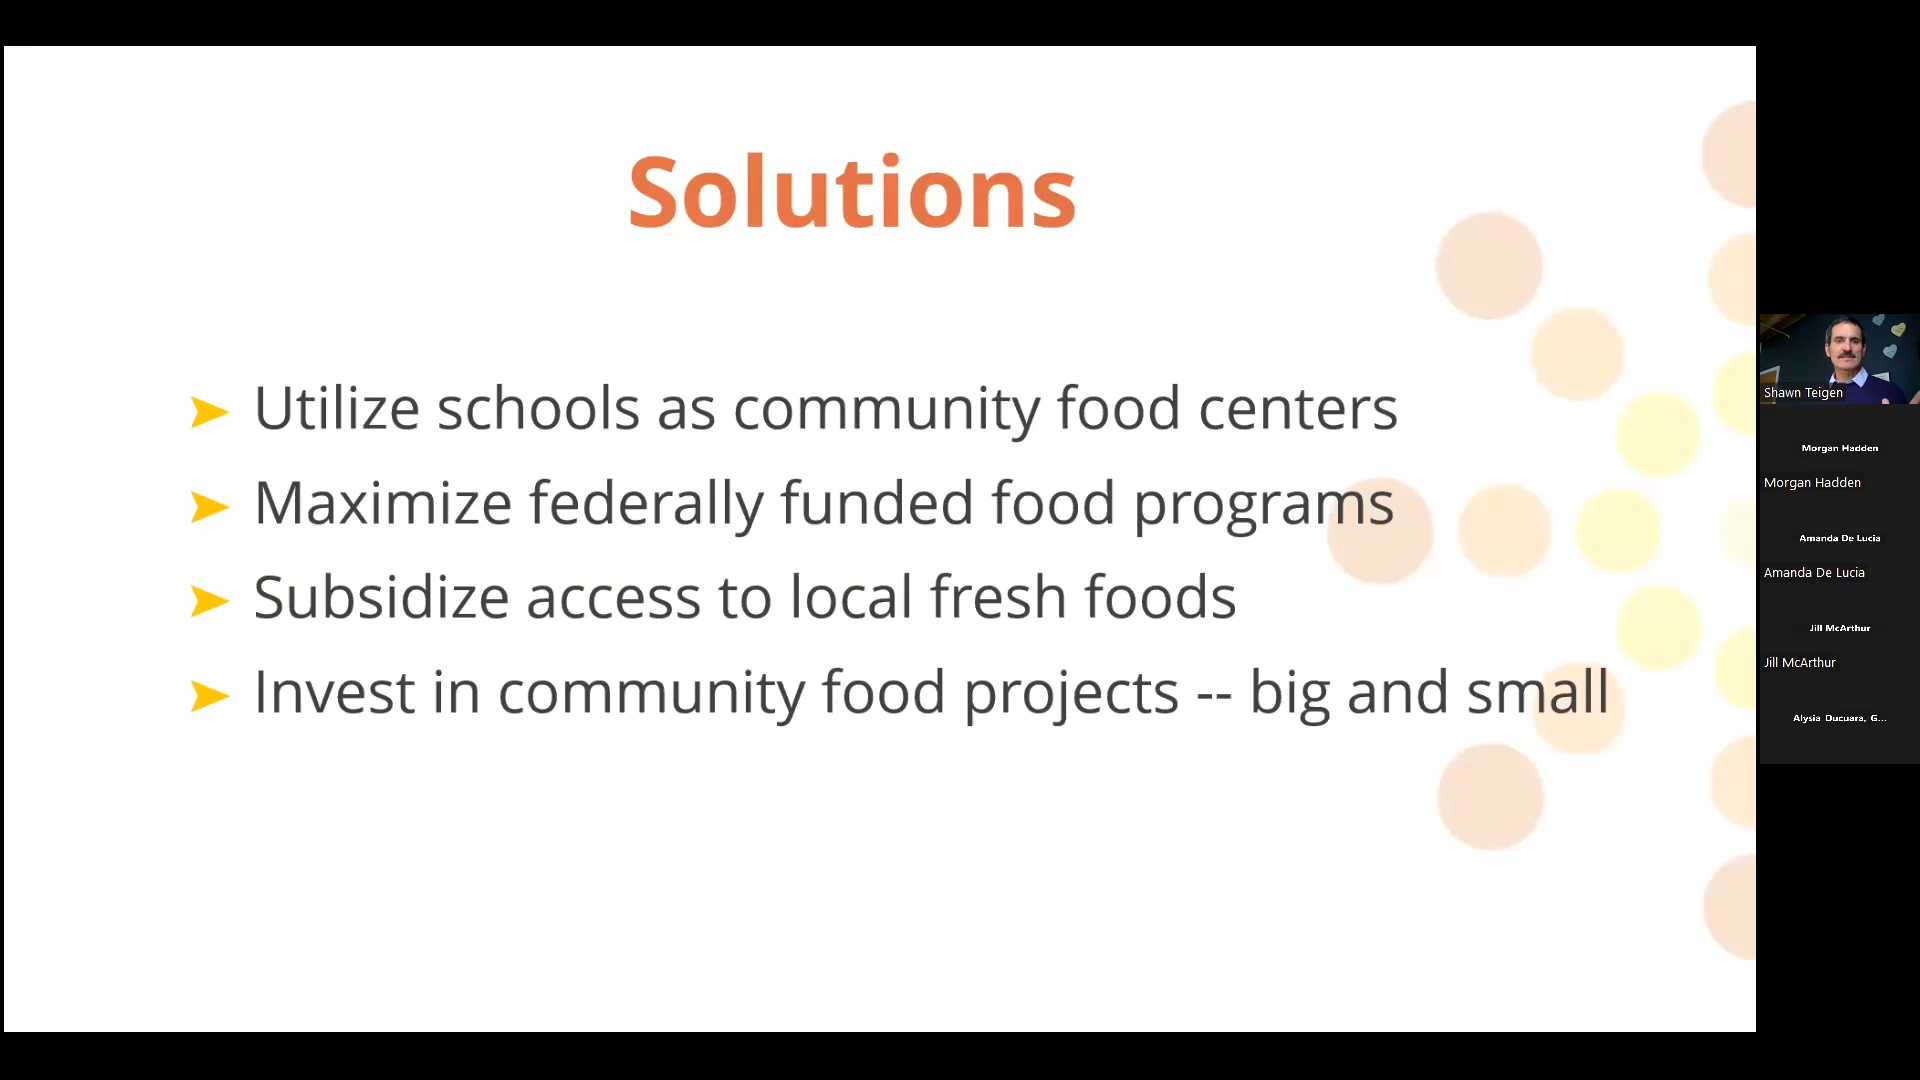 Solutions
Utilize schools as community food centers
Maximize federally funded food programs
Subsidize access to local fresh foods
Invest in community food projects -- big and small
Shawn Teigen
Morgan Hadden
Morgan Hadden
Amanda De Lucia
Amanda De Lucia
Jill McArthur
Jill McArthur
Alysia Ducuara, G...